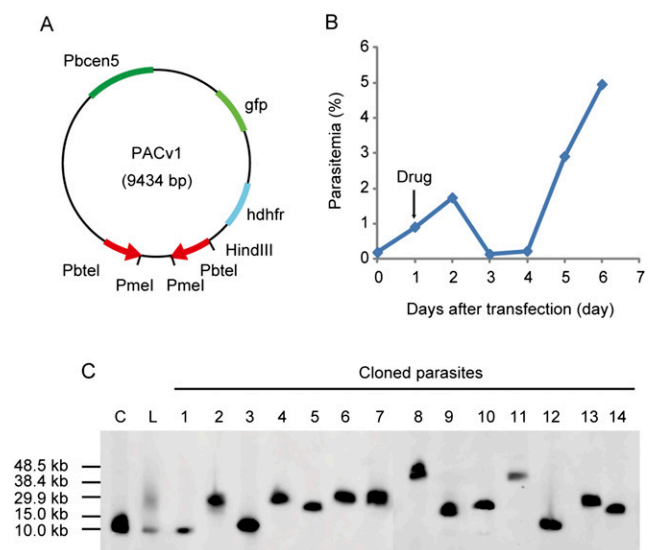 A
Pbcen5
gfp
PACv1
(9434 bp)
hdhfr
HindIII
Pbtel
Pbtel
PmeI
PmeI
B
Parasitemia (%)
6
5
4
3
2
1
0
Drug
0 1 2 3 4 5 6 7
Days after transfection (day)
C
Cloned parasites
C L 1 2 3 4 5 6 7 8 9 10 11 12 13 14
48.5 kb
38.4 kb
29.9 kb
15.0 kb
10.0 kb